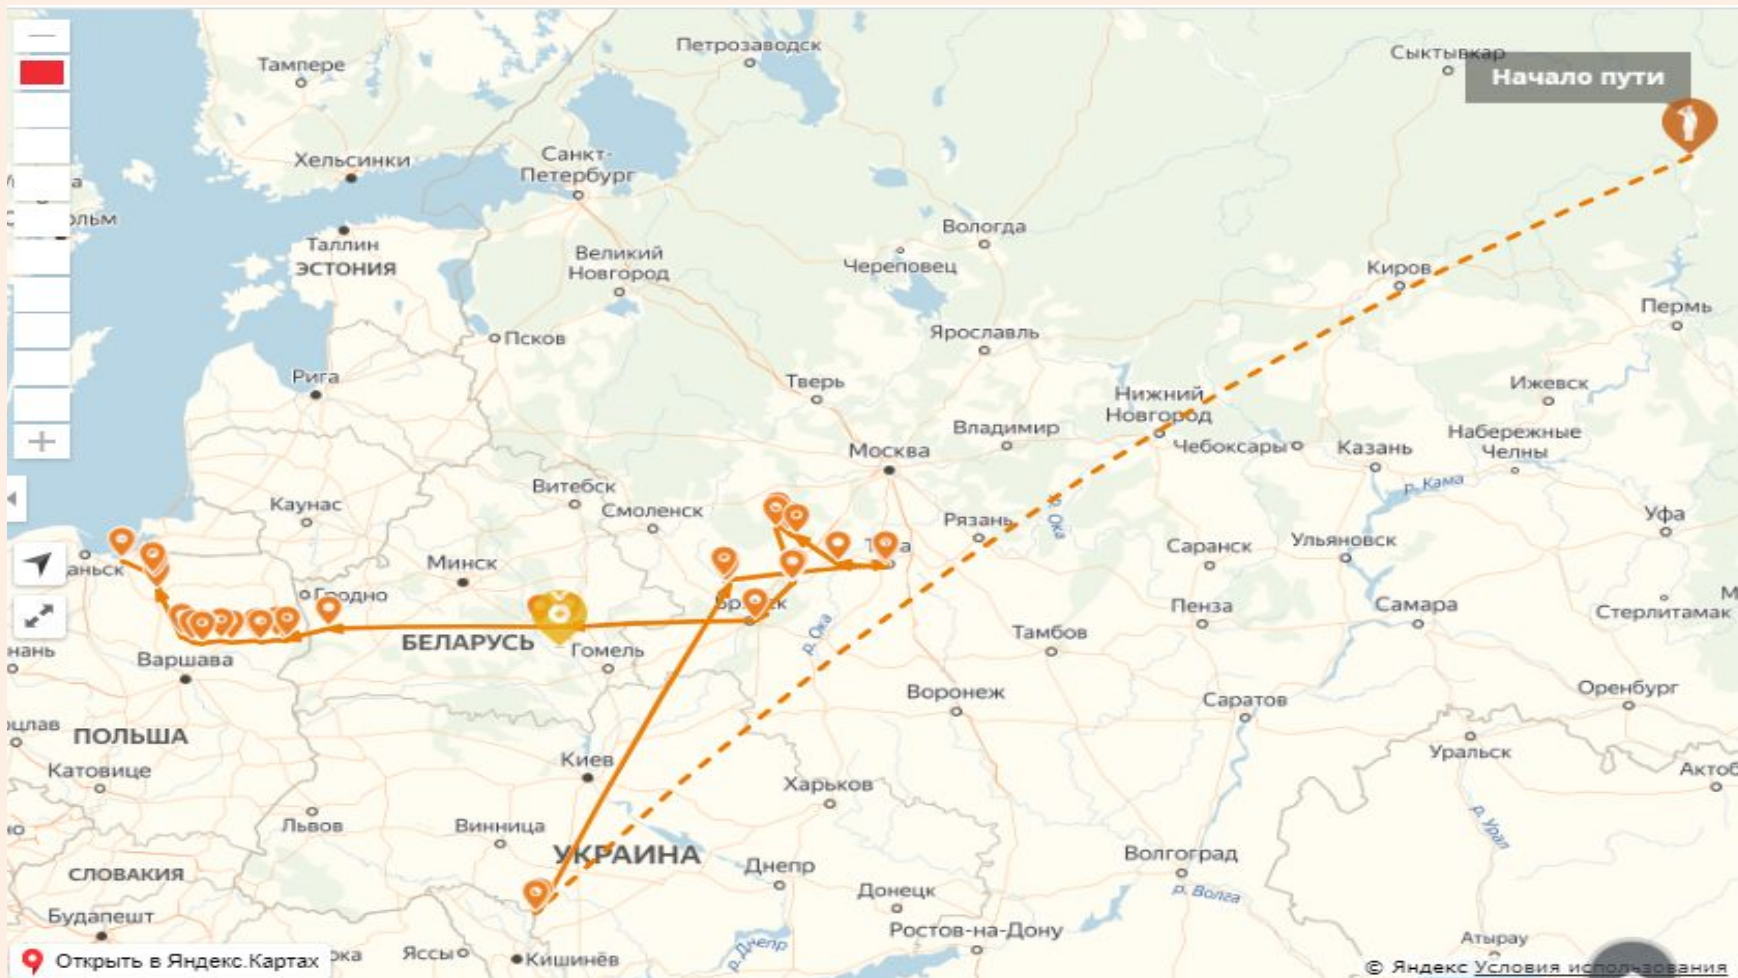 Петрозаводск
Сыктывкар
Начало пути
Тампере
Хельсинки
Санкт-
Петербург
Таллин
ЭСТОНИЯ
Великий
Новгород
Вологда
Череповец
Киров
Пермь
Псков
Ярославль
Рига
Тверь
Ижевск
Нижний
Новгород
Владимир
Чебоксары
Казань
Набережные
Челны
Москва
р. Кама
Витебск
Каунас
Смоленск
Рязань
р. Ока
Уфа
Саранск
Ульяновск
Минск
Гродно
Пенза
Самара
Стерлитамак
БЕЛАРУСЬ
Гомель
р. Ока
Тамбов
Варшава
Воронеж
Саратов
Оренбург
ПОЛЬША
Киев
Уральск
Катовице
Харьков
Львов
Винница
р. Урал
УКРАИНА
Днепр
Волгоград
СЛОВАКИЯ
Донецк
р. Волга
Будапешт
Ростов-на-Дону
Яссы
Кишинёв
р. Днепр
Атырау
Открыть в Яндекс.Картах
© Яндекс Условия использования